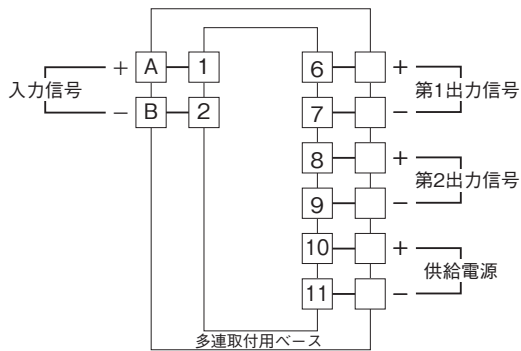 + A 1 6 +
入力信号 第1出力信号
− B 2 7 −
8 +
第2出力信号
9 −
10 +
供給電源
11 −
多連取付用ベース